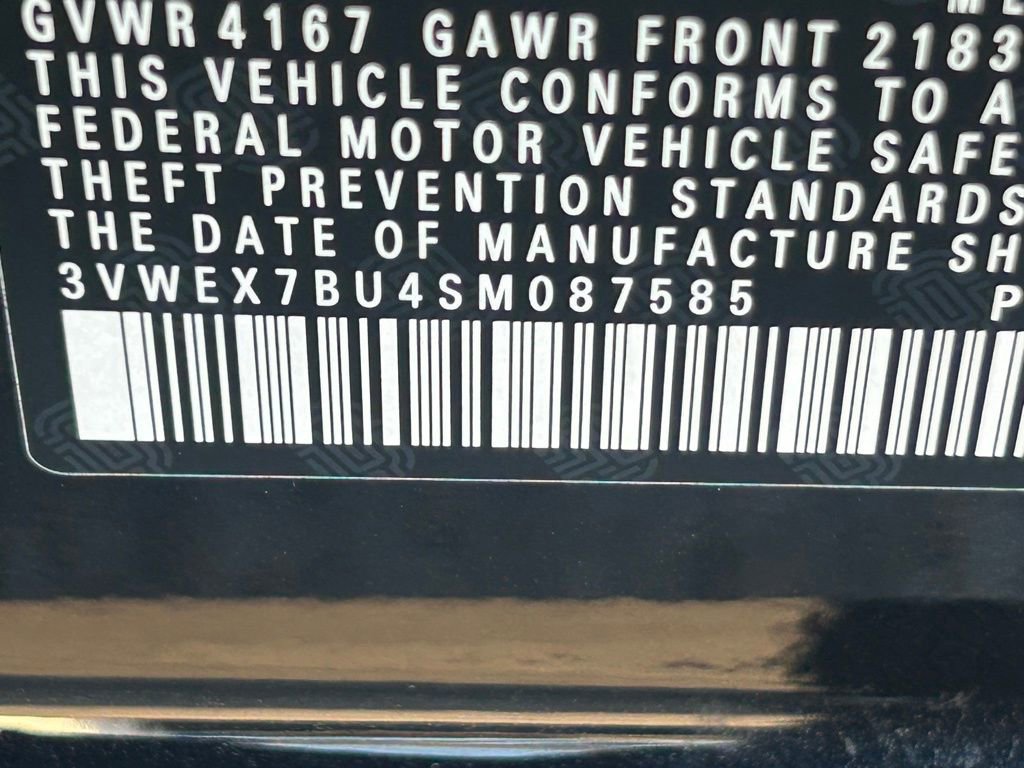 GVWR 4167 GAWR FRONT 2183
THIS VEHICLE CONFORMS TO A
FEDERAL MOTOR VEHICLE SAFE
THEFT PREVENTION STANDARDS
THE DATE OF MANUFACTURE SH
3VWEX7BU4SM087585 P